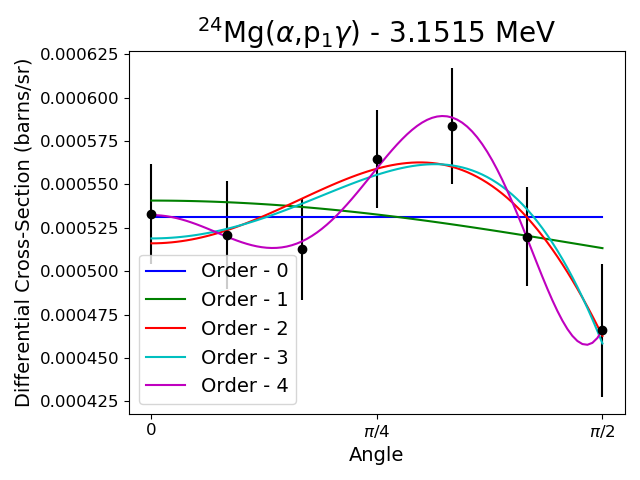 ²⁴Mg(α,p₁γ) - 3.1515 MeV
Differential Cross-Section (barns/sr)
0.000625
0.000600
0.000575
0.000550
0.000525
0.000500
0.000475
0.000450
0.000425
Order - 0
Order - 1
Order - 2
Order - 3
Order - 4
0 π/4 π/2
Angle